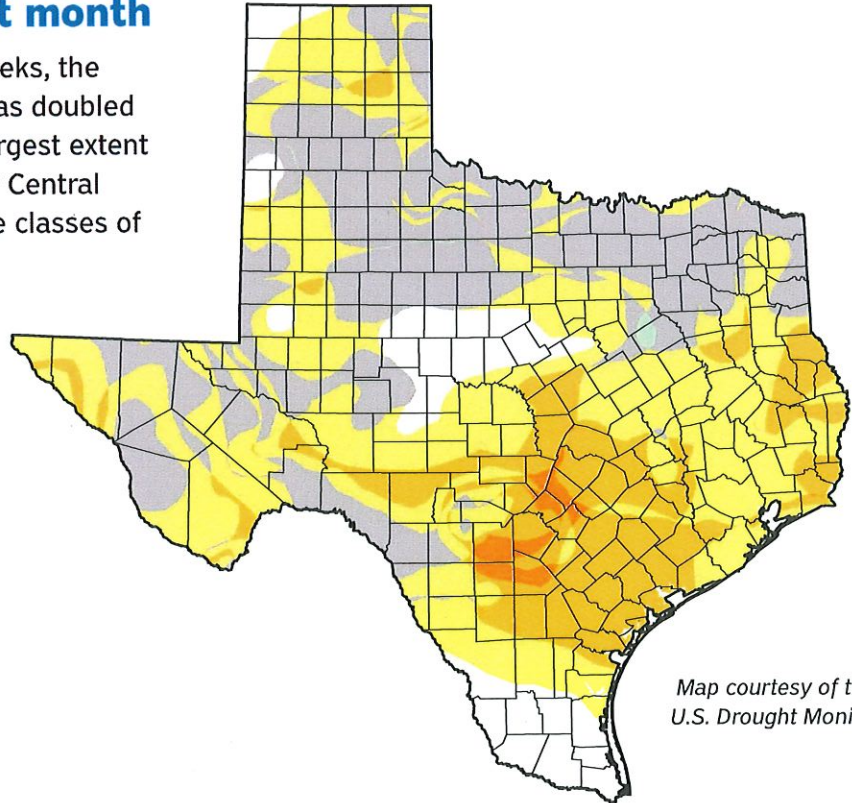 t month
eks, the
as doubled
rgest extent
Central
e classes of
Map courtesy of t
U.S. Drought Moni